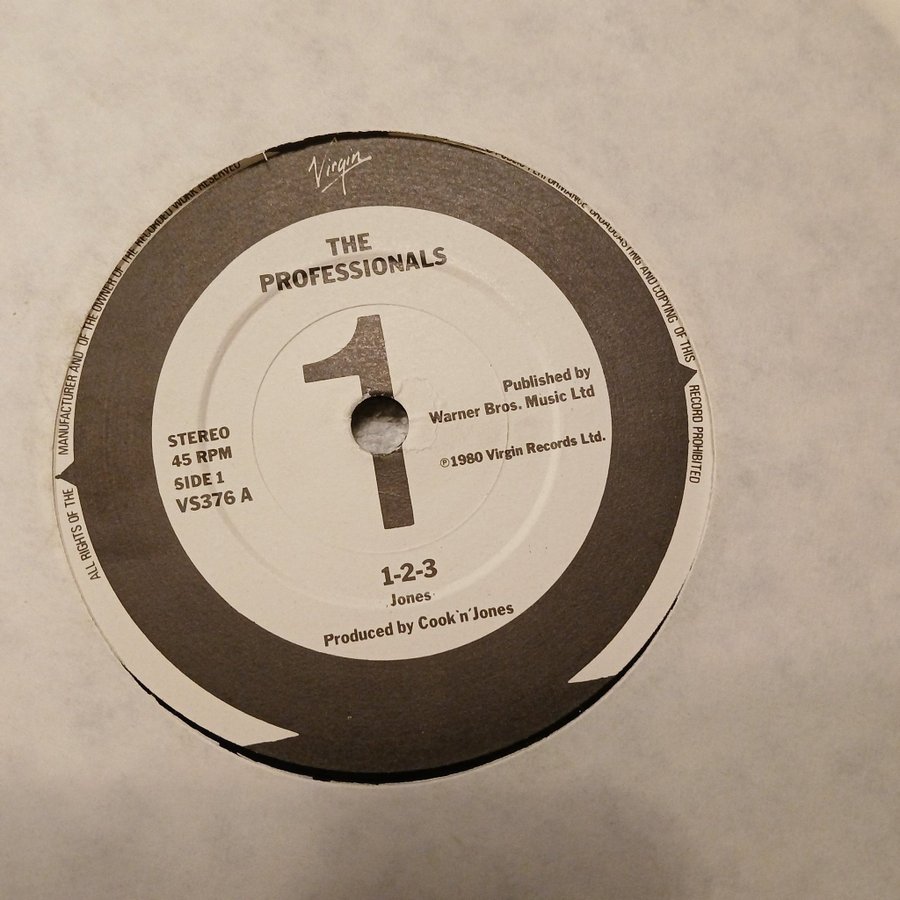 Virgin
THE
PROFESSIONALS
1
Published by
Warner Bros. Music Ltd
℗1980 Virgin Records Ltd.
STEREO
45 RPM
SIDE 1
VS376 A
1-2-3
Jones
Produced by Cook'n'Jones
ALL RIGHTS OF THE MANUFACTURER AND OF THE OWNER OF THE RECORDED WORK RESERVED
PERFORMANCE BROADCASTING AND COPYING OF THIS RECORD PROHIBITED